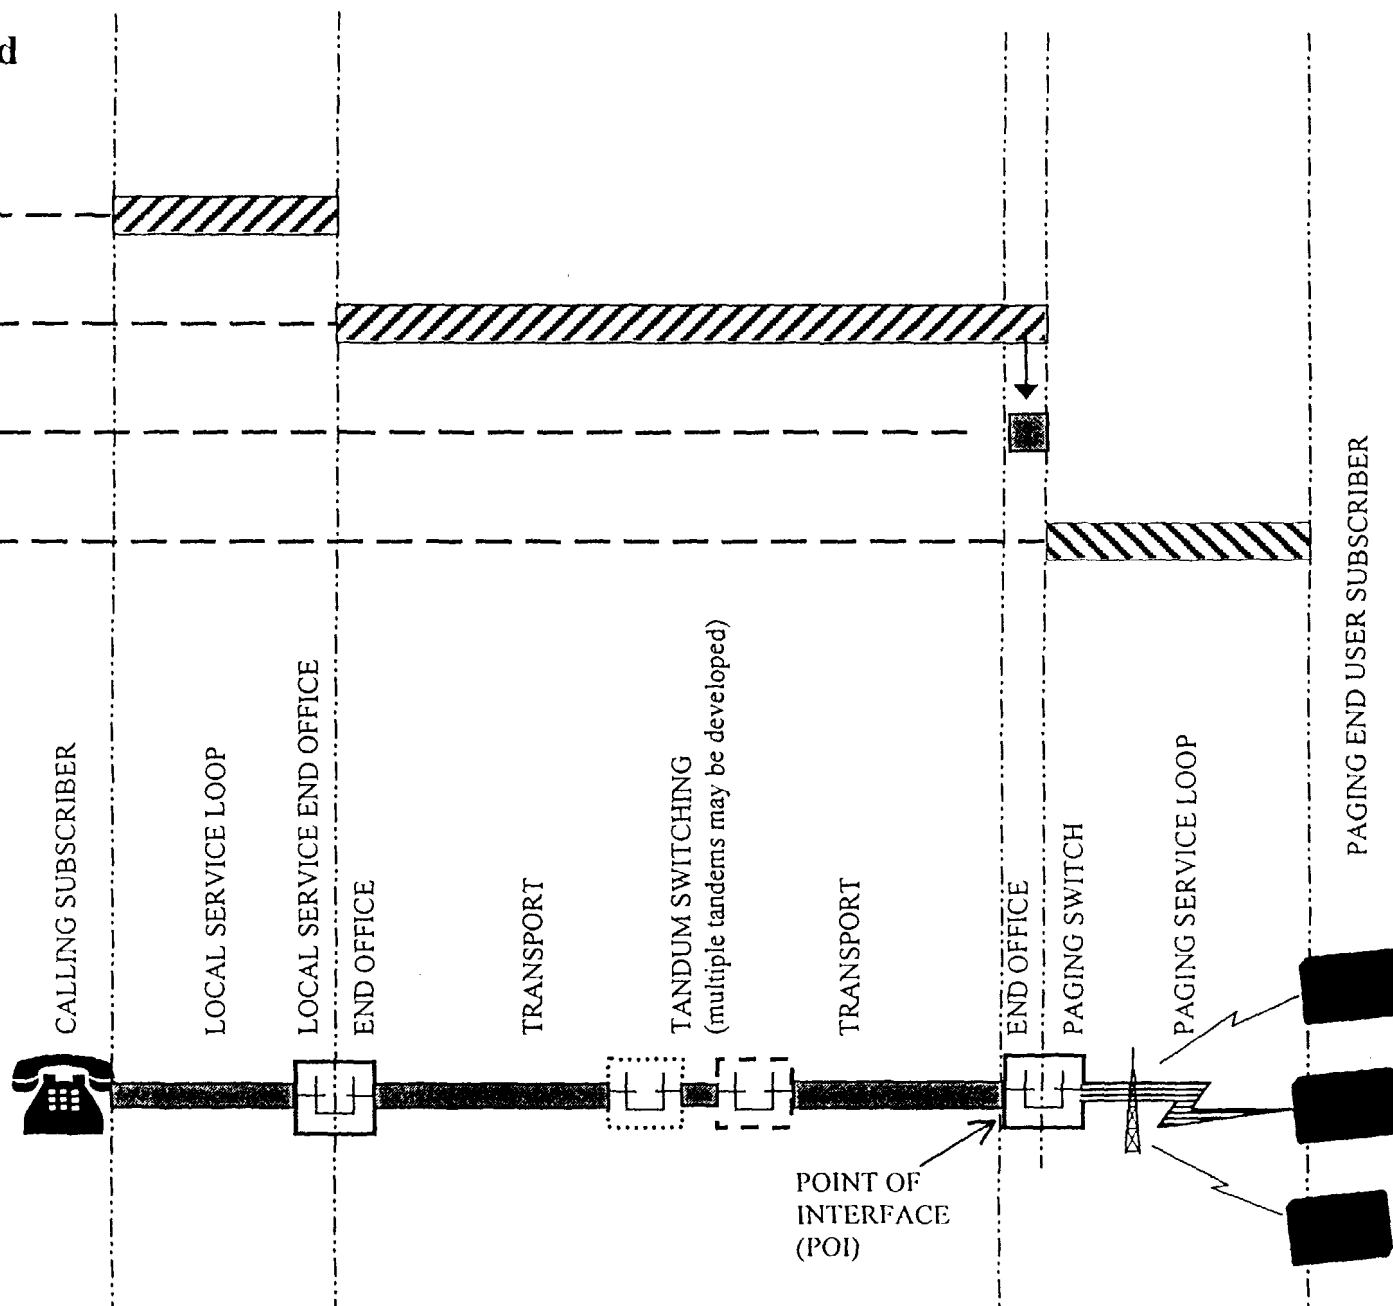 d
CALLING SUBSCRIBER
LOCAL SERVICE LOOP
LOCAL SERVICE END OFFICE
END OFFICE
TRANSPORT
TANDUM SWITCHING
(multiple tandems may be developed)
TRANSPORT
END OFFICE
PAGING SWITCH
PAGING SERVICE LOOP
PAGING END USER SUBSCRIBER
POINT OF
INTERFACE
(POI)